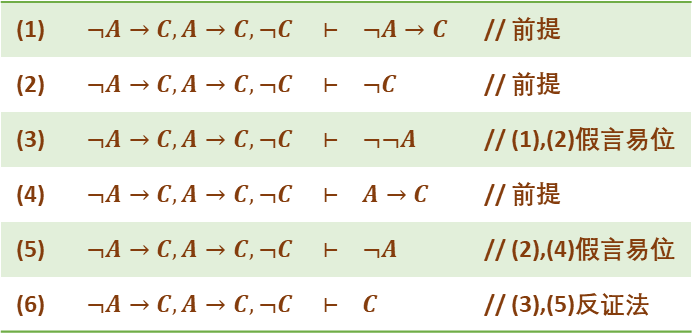 (1) ¬A → C, A → C, ¬C ⊢ ¬A → C // 前提
(2) ¬A → C, A → C, ¬C ⊢ ¬C // 前提
(3) ¬A → C, A → C, ¬C ⊢ ¬¬A // (1),(2)假言易位
(4) ¬A → C, A → C, ¬C ⊢ A → C // 前提
(5) ¬A → C, A → C, ¬C ⊢ ¬A // (2),(4)假言易位
(6) ¬A → C, A → C, ¬C ⊢ C // (3),(5)反证法